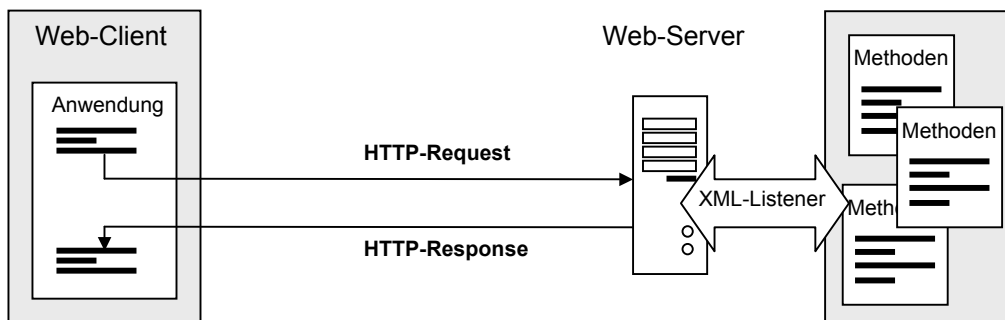 Web-Client
Anwendung
HTTP-Request
HTTP-Response
Web-Server
XML-Listener
Methoden
Methoden